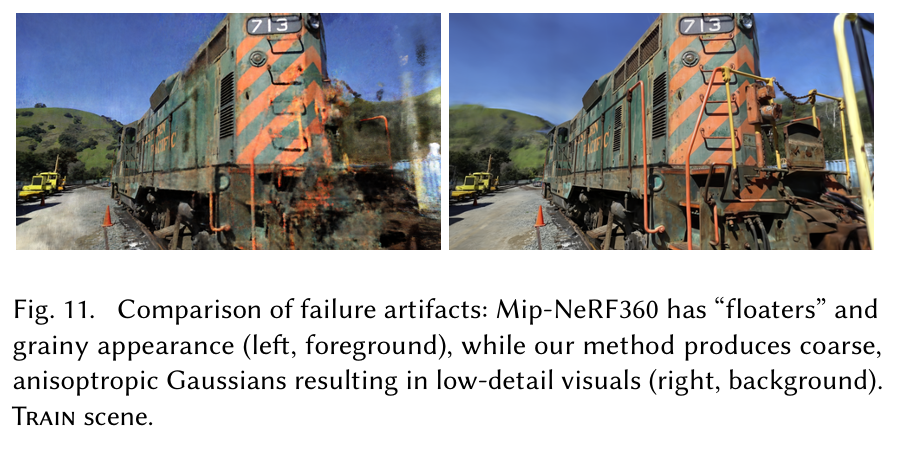 713
713
Fig. 11. Comparison of failure artifacts: Mip-NeRF360 has “floaters” and
grainy appearance (left, foreground), while our method produces coarse,
anisoptropic Gaussians resulting in low-detail visuals (right, background).
Train scene.